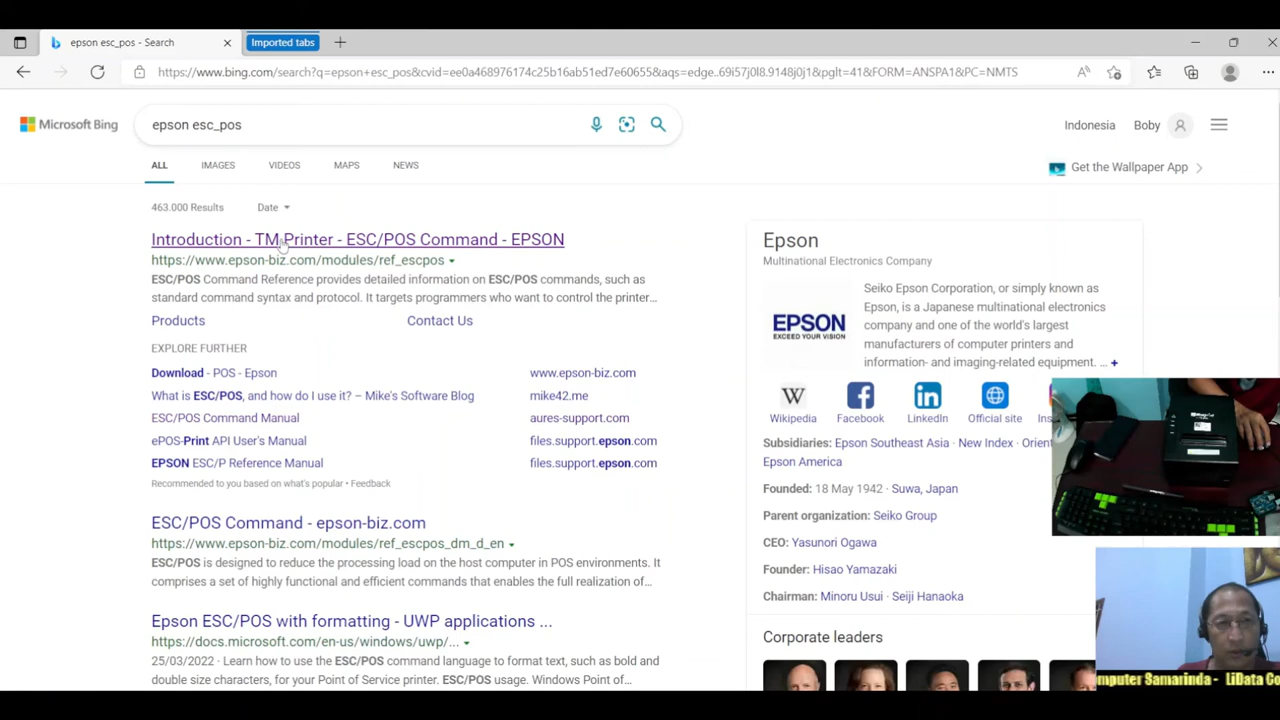 epson esc_pos - Search
Imported tabs
https://www.bing.com/search?q=epson+esc_pos&cvid=ee0a468976174c25b16ab51ed7e60655&aqs=edge..69i57j0l8.9148j0j1&pglt=41&FORM=ANSPA1&PC=NMTS
Microsoft Bing
epson esc_pos
Indonesia
Boby
ALL
IMAGES
VIDEOS
MAPS
NEWS
Get the Wallpaper App
463.000 Results
Date
Introduction - TM Printer - ESC/POS Command - EPSON
https://www.epson-biz.com/modules/ref_escpos
ESC/POS Command Reference provides detailed information on ESC/POS commands, such as
standard command syntax and protocol. It targets programmers who want to control the printer…
Products
Contact Us
EXPLORE FURTHER
Download - POS - Epson
www.epson-biz.com
What is ESC/POS, and how do I use it? – Mike's Software Blog
mike42.me
ESC/POS Command Manual
aures-support.com
ePOS-Print API User's Manual
files.support.epson.com
EPSON ESC/P Reference Manual
files.support.epson.com
Recommended to you based on what's popular • Feedback
ESC/POS Command - epson-biz.com
https://www.epson-biz.com/modules/ref_escpos_dm_d_en
ESC/POS is designed to reduce the processing load on the host computer in POS environments. It
comprises a set of highly functional and efficient commands that enables the full realization of…
Epson ESC/POS with formatting - UWP applications ...
https://docs.microsoft.com/en-us/windows/uwp/...
25/03/2022 · Learn how to use the ESC/POS command language to format text, such as bold and
double size characters, for your Point of Service printer. ESC/POS usage. Windows Point of…
Epson
Multinational Electronics Company
EPSON
EXCEED YOUR VISION
Seiko Epson Corporation, or simply known as
Epson, is a Japanese multinational electronics
company and one of the world's largest
manufacturers of computer printers and
information- and imaging-related equipment. … +
W
Wikipedia
Facebook
LinkedIn
Official site
Ins
Subsidiaries: Epson Southeast Asia · New Index · Orient
Epson America
Founded: 18 May 1942 · Suwa, Japan
Parent organization: Seiko Group
CEO: Yasunori Ogawa
Founder: Hisao Yamazaki
Chairman: Minoru Usui · Seiji Hanaoka
Corporate leaders
omputer Samarinda - LiData Co